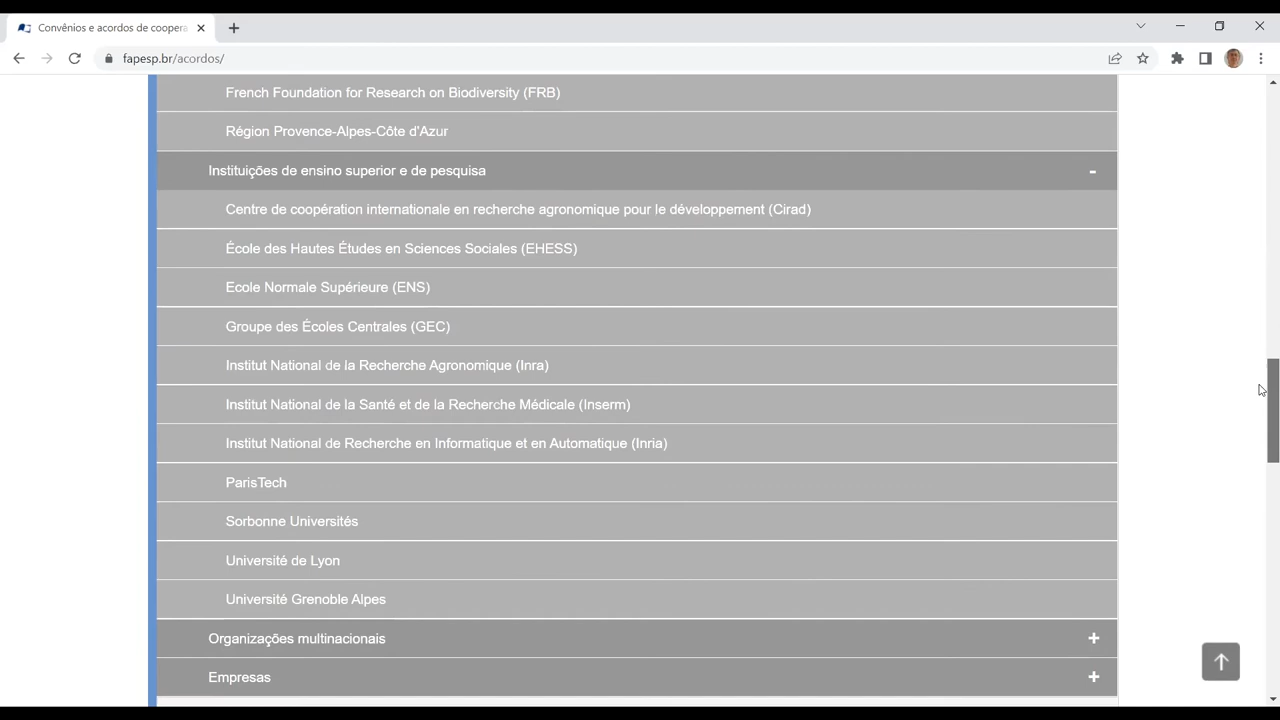 Convênios e acordos de coopera
fapesp.br/acordos/
French Foundation for Research on Biodiversity (FRB)
Région Provence-Alpes-Côte d'Azur
Instituições de ensino superior e de pesquisa
-
Centre de coopération internationale en recherche agronomique pour le développement (Cirad)
École des Hautes Études en Sciences Sociales (EHESS)
Ecole Normale Supérieure (ENS)
Groupe des Écoles Centrales (GEC)
Institut National de la Recherche Agronomique (Inra)
Institut National de la Santé et de la Recherche Médicale (Inserm)
Institut National de Recherche en Informatique et en Automatique (Inria)
ParisTech
Sorbonne Universités
Université de Lyon
Université Grenoble Alpes
Organizações multinacionais +
Empresas +